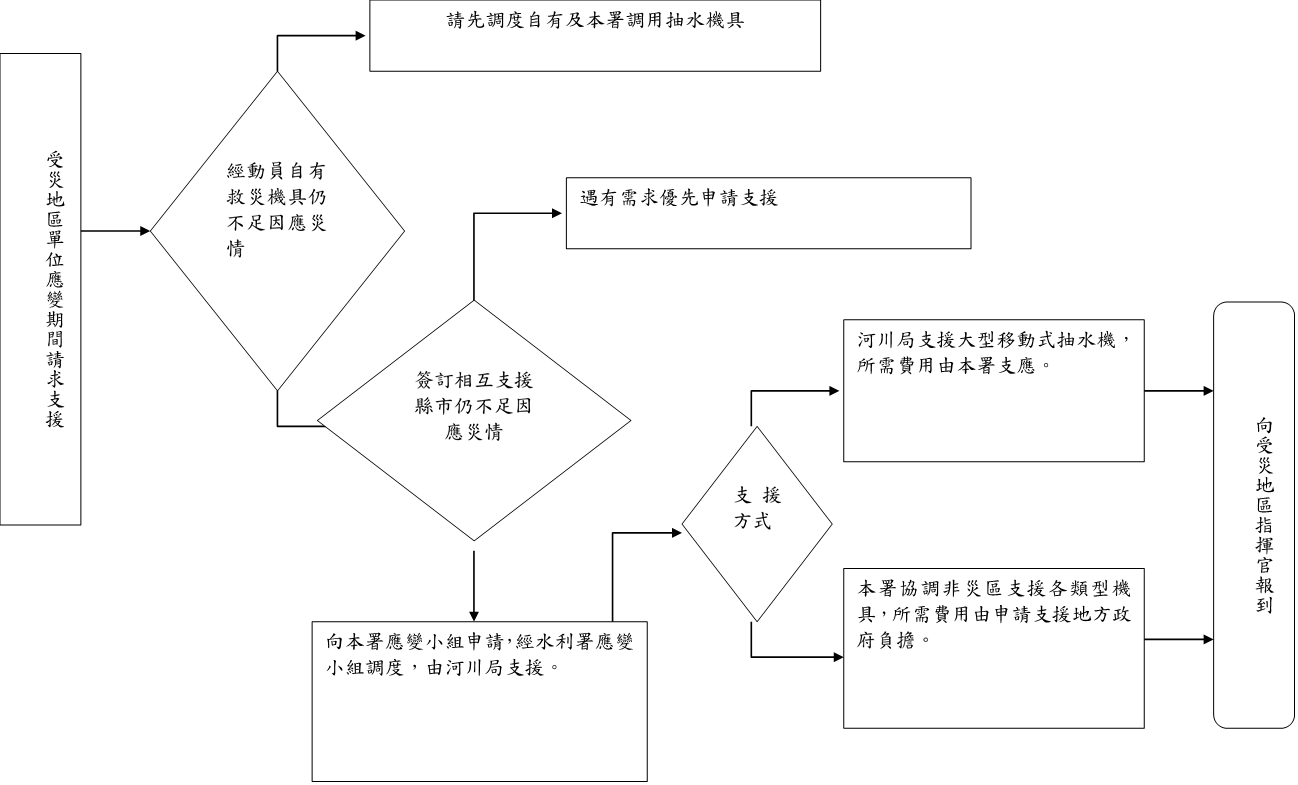 請先調度自有及本署調用抽水機具
受災地區單位應變期間請求支援
經動員自有
救災機具仍
不足因應災
情
遇有需求優先申請支援
簽訂相互支援
縣市仍不足因
應災情
河川局支援大型移動式抽水機，
所需費用由本署支應。
支援
方式
向受災地區指揮官報到
本署協調非災區支援各類型機
具，所需費用由申請支援地方政
府負擔。
向本署應變小組申請，經水利署應變
小組調度，由河川局支援。